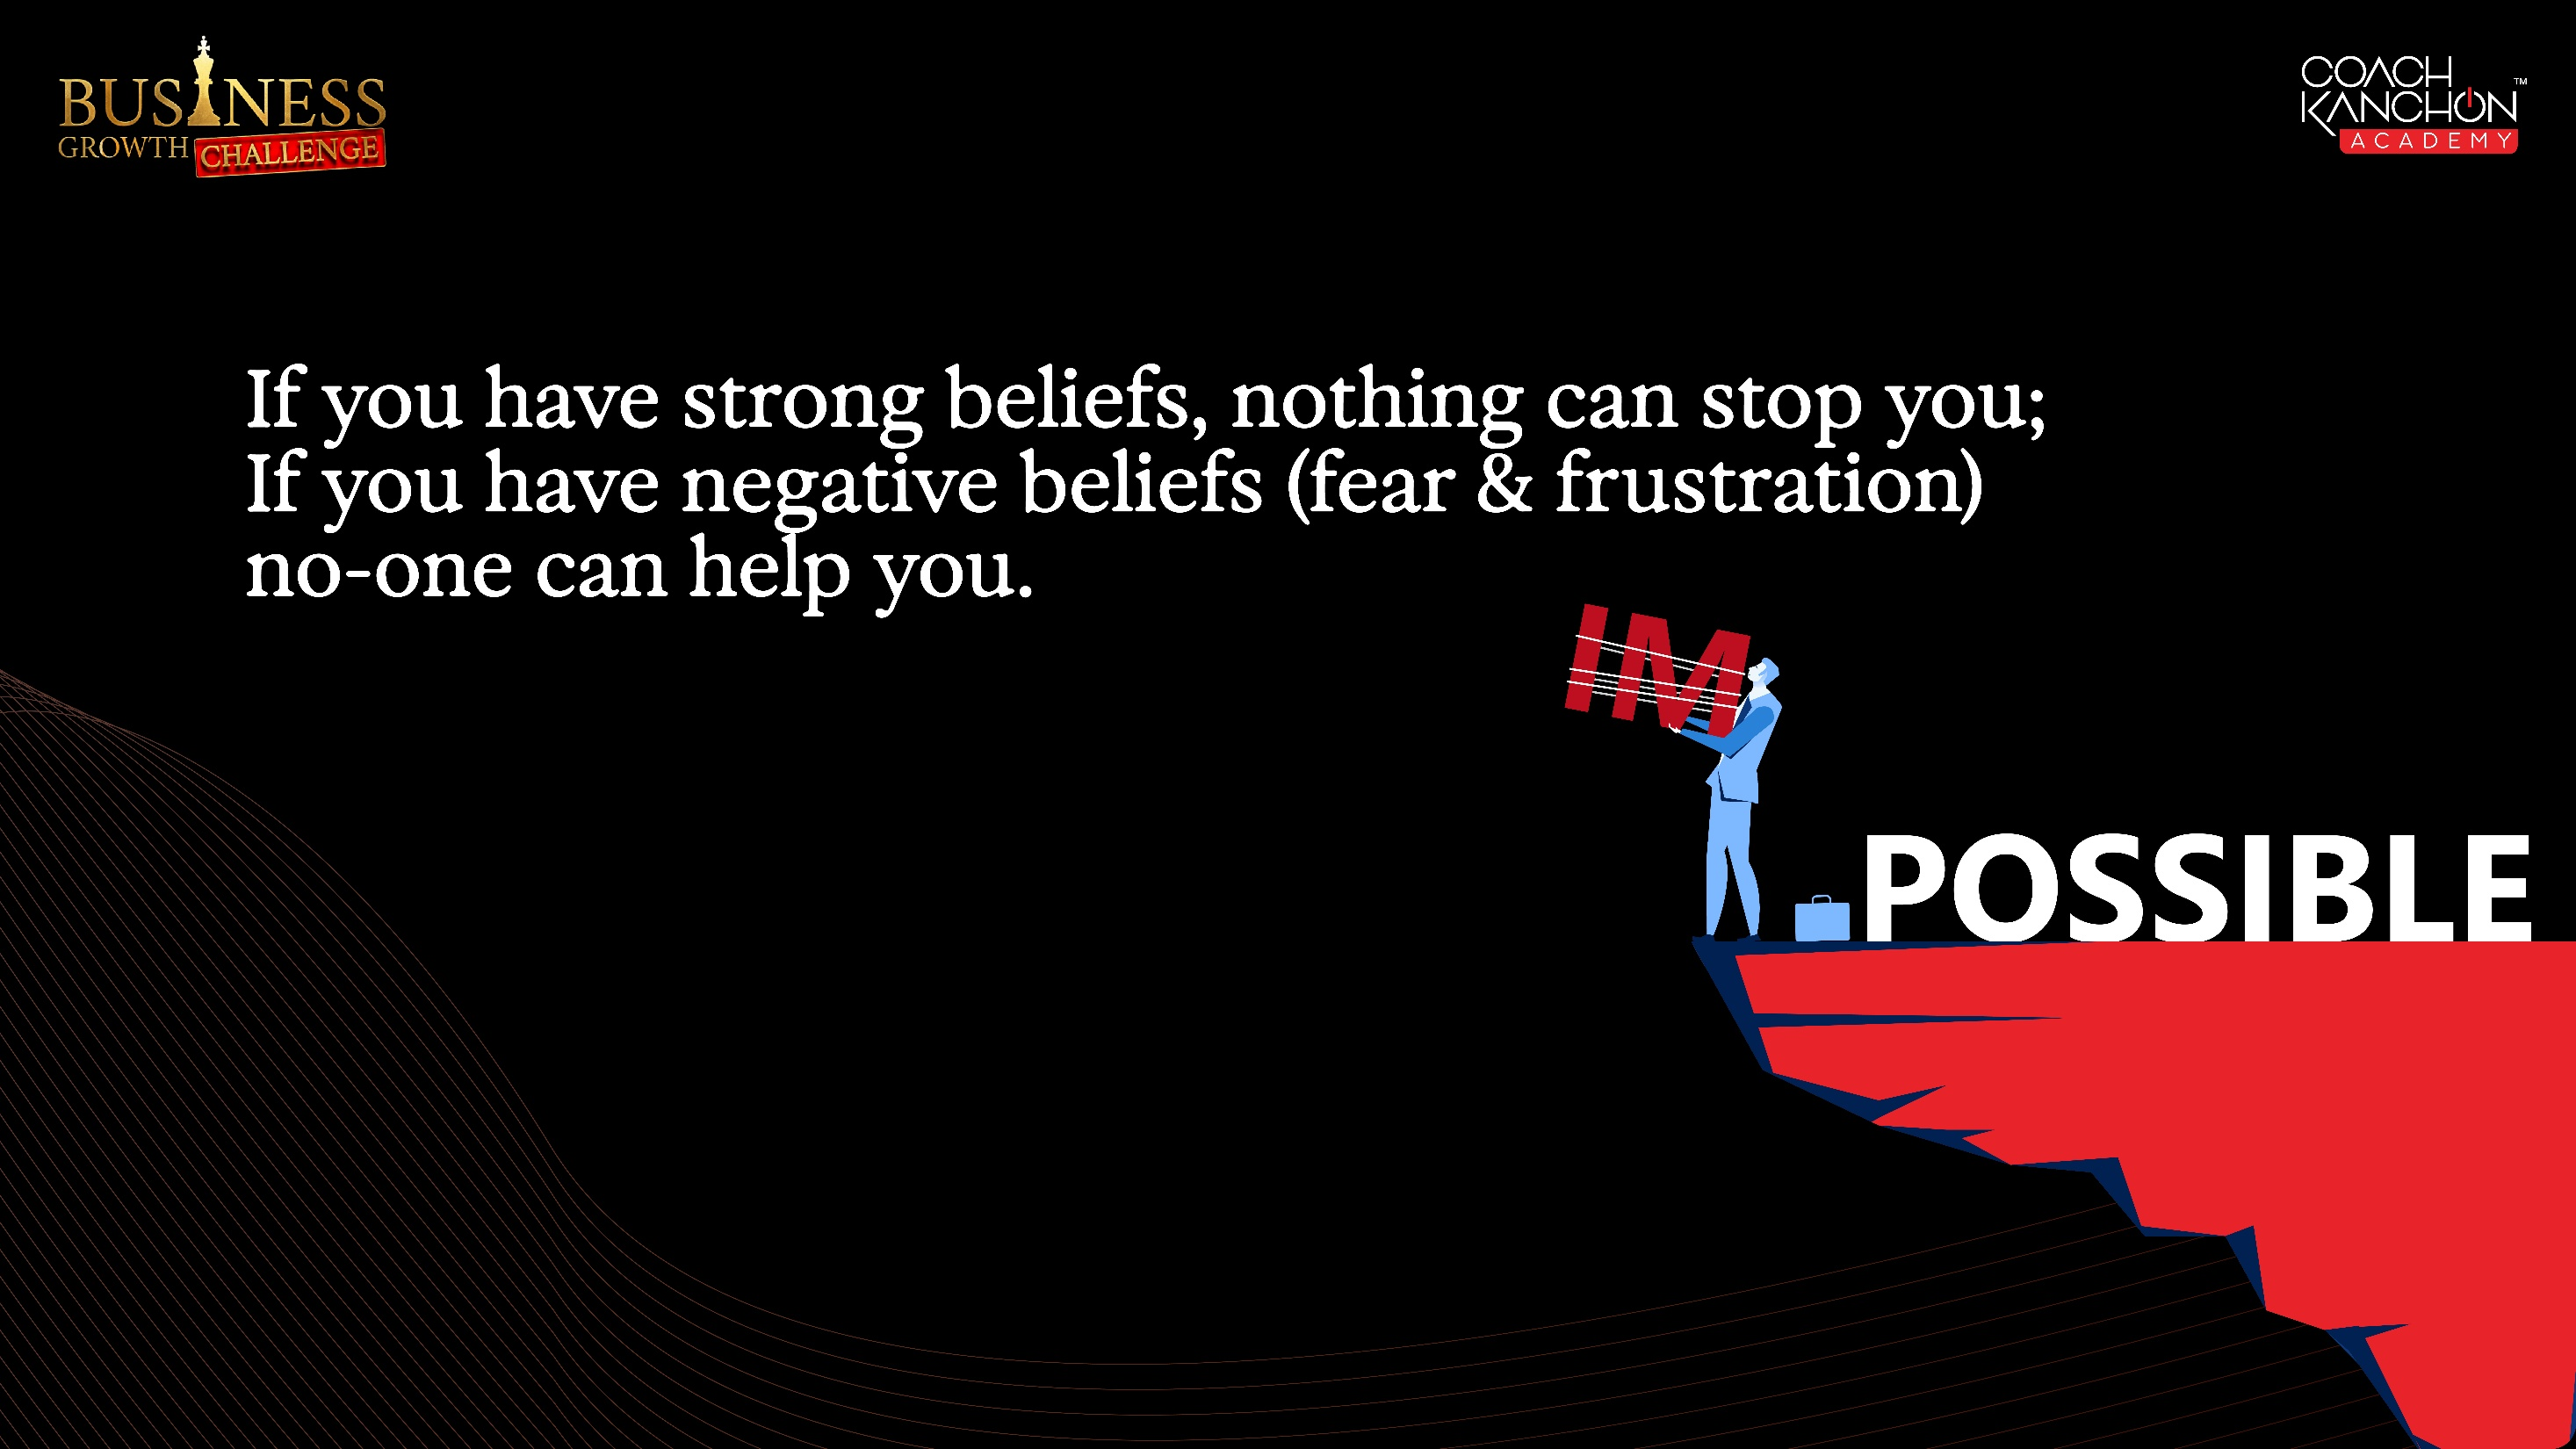 BUSINESS
GROWTH CHALLENGE
COACH
KANCHON
ACADEMY
TM
If you have strong beliefs, nothing can stop you;
If you have negative beliefs (fear & frustration)
no-one can help you.
IM
POSSIBLE